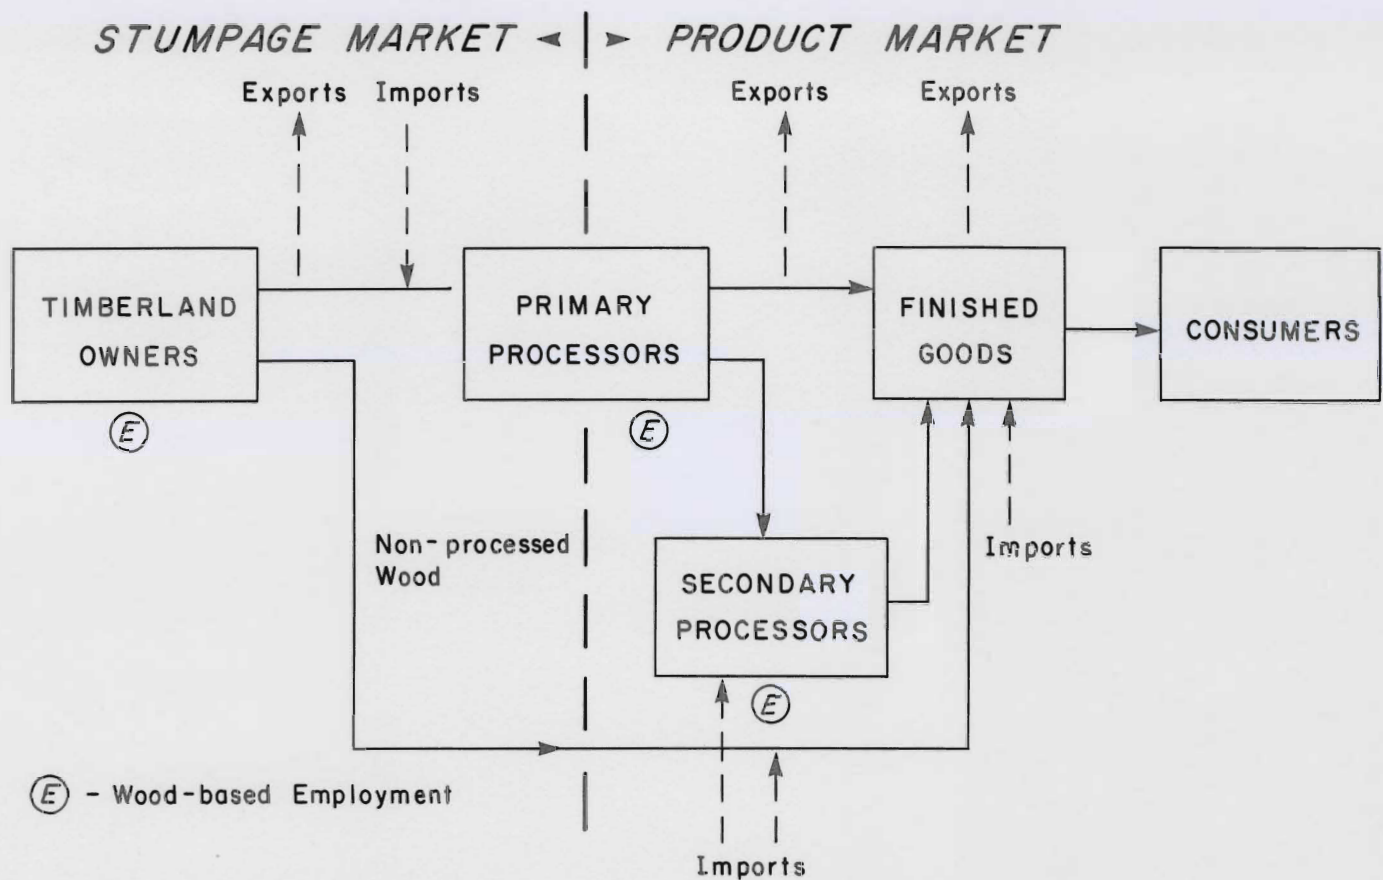 STUMPAGE MARKET
PRODUCT MARKET
Exports Imports
Exports
Exports
TIMBERLAND
OWNERS
E
PRIMARY
PROCESSORS
E
FINISHED
GOODS
CONSUMERS
Non-processed
Wood
Imports
SECONDARY
PROCESSORS
E
E - Wood-based Employment
Imports